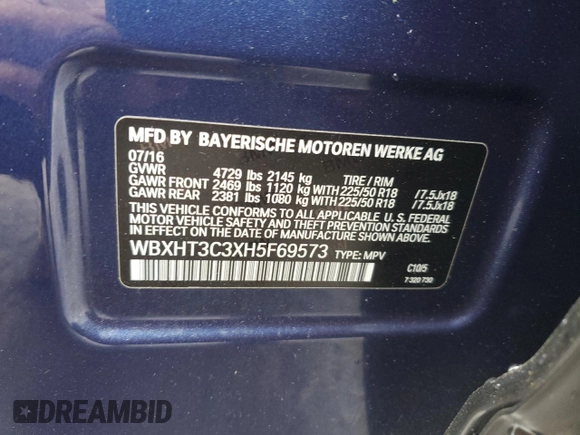 MFD BY BAYERISCHE MOTOREN WERKE AG
07/16
GVWR 4729 lbs 2145 kg TIRE / RIM
GAWR FRONT 2469 lbs 1120 kg WITH 225/50 R18 /7.5Jx18
GAWR REAR 2381 lbs 1080 kg WITH 225/50 R18 /7.5Jx18
THIS VEHICLE CONFORMS TO ALL APPLICABLE U. S. FEDERAL
MOTOR VEHICLE SAFETY AND THEFT PREVENTION STANDARDS
IN EFFECT ON THE DATE OF MANUFACTURE SHOWN ABOVE.
WBXHT3C3XH5F69573 TYPE: MPV
C10/5
7 320 730
DREAMBID